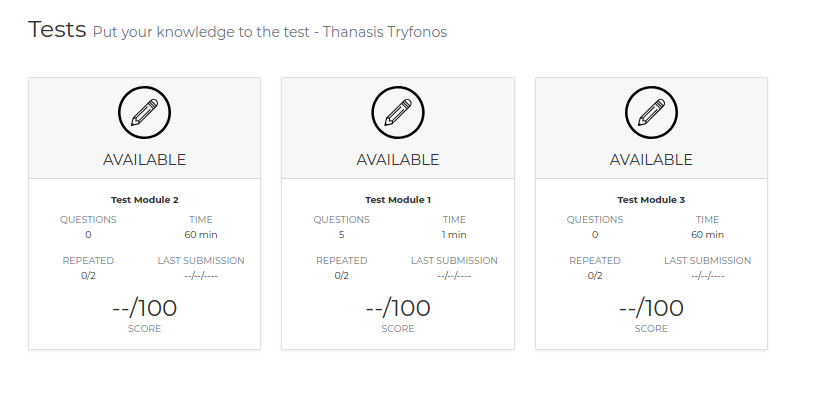 Tests Put your knowledge to the test - Thanasis Tryfonos
AVAILABLE
Test Module 2
QUESTIONS TIME
0 60 min
REPEATED LAST SUBMISSION
0/2 --/--/----
--/100
SCORE
AVAILABLE
Test Module 1
QUESTIONS TIME
5 1 min
REPEATED LAST SUBMISSION
0/2 --/--/----
--/100
SCORE
AVAILABLE
Test Module 3
QUESTIONS TIME
0 60 min
REPEATED LAST SUBMISSION
0/2 --/--/----
--/100
SCORE